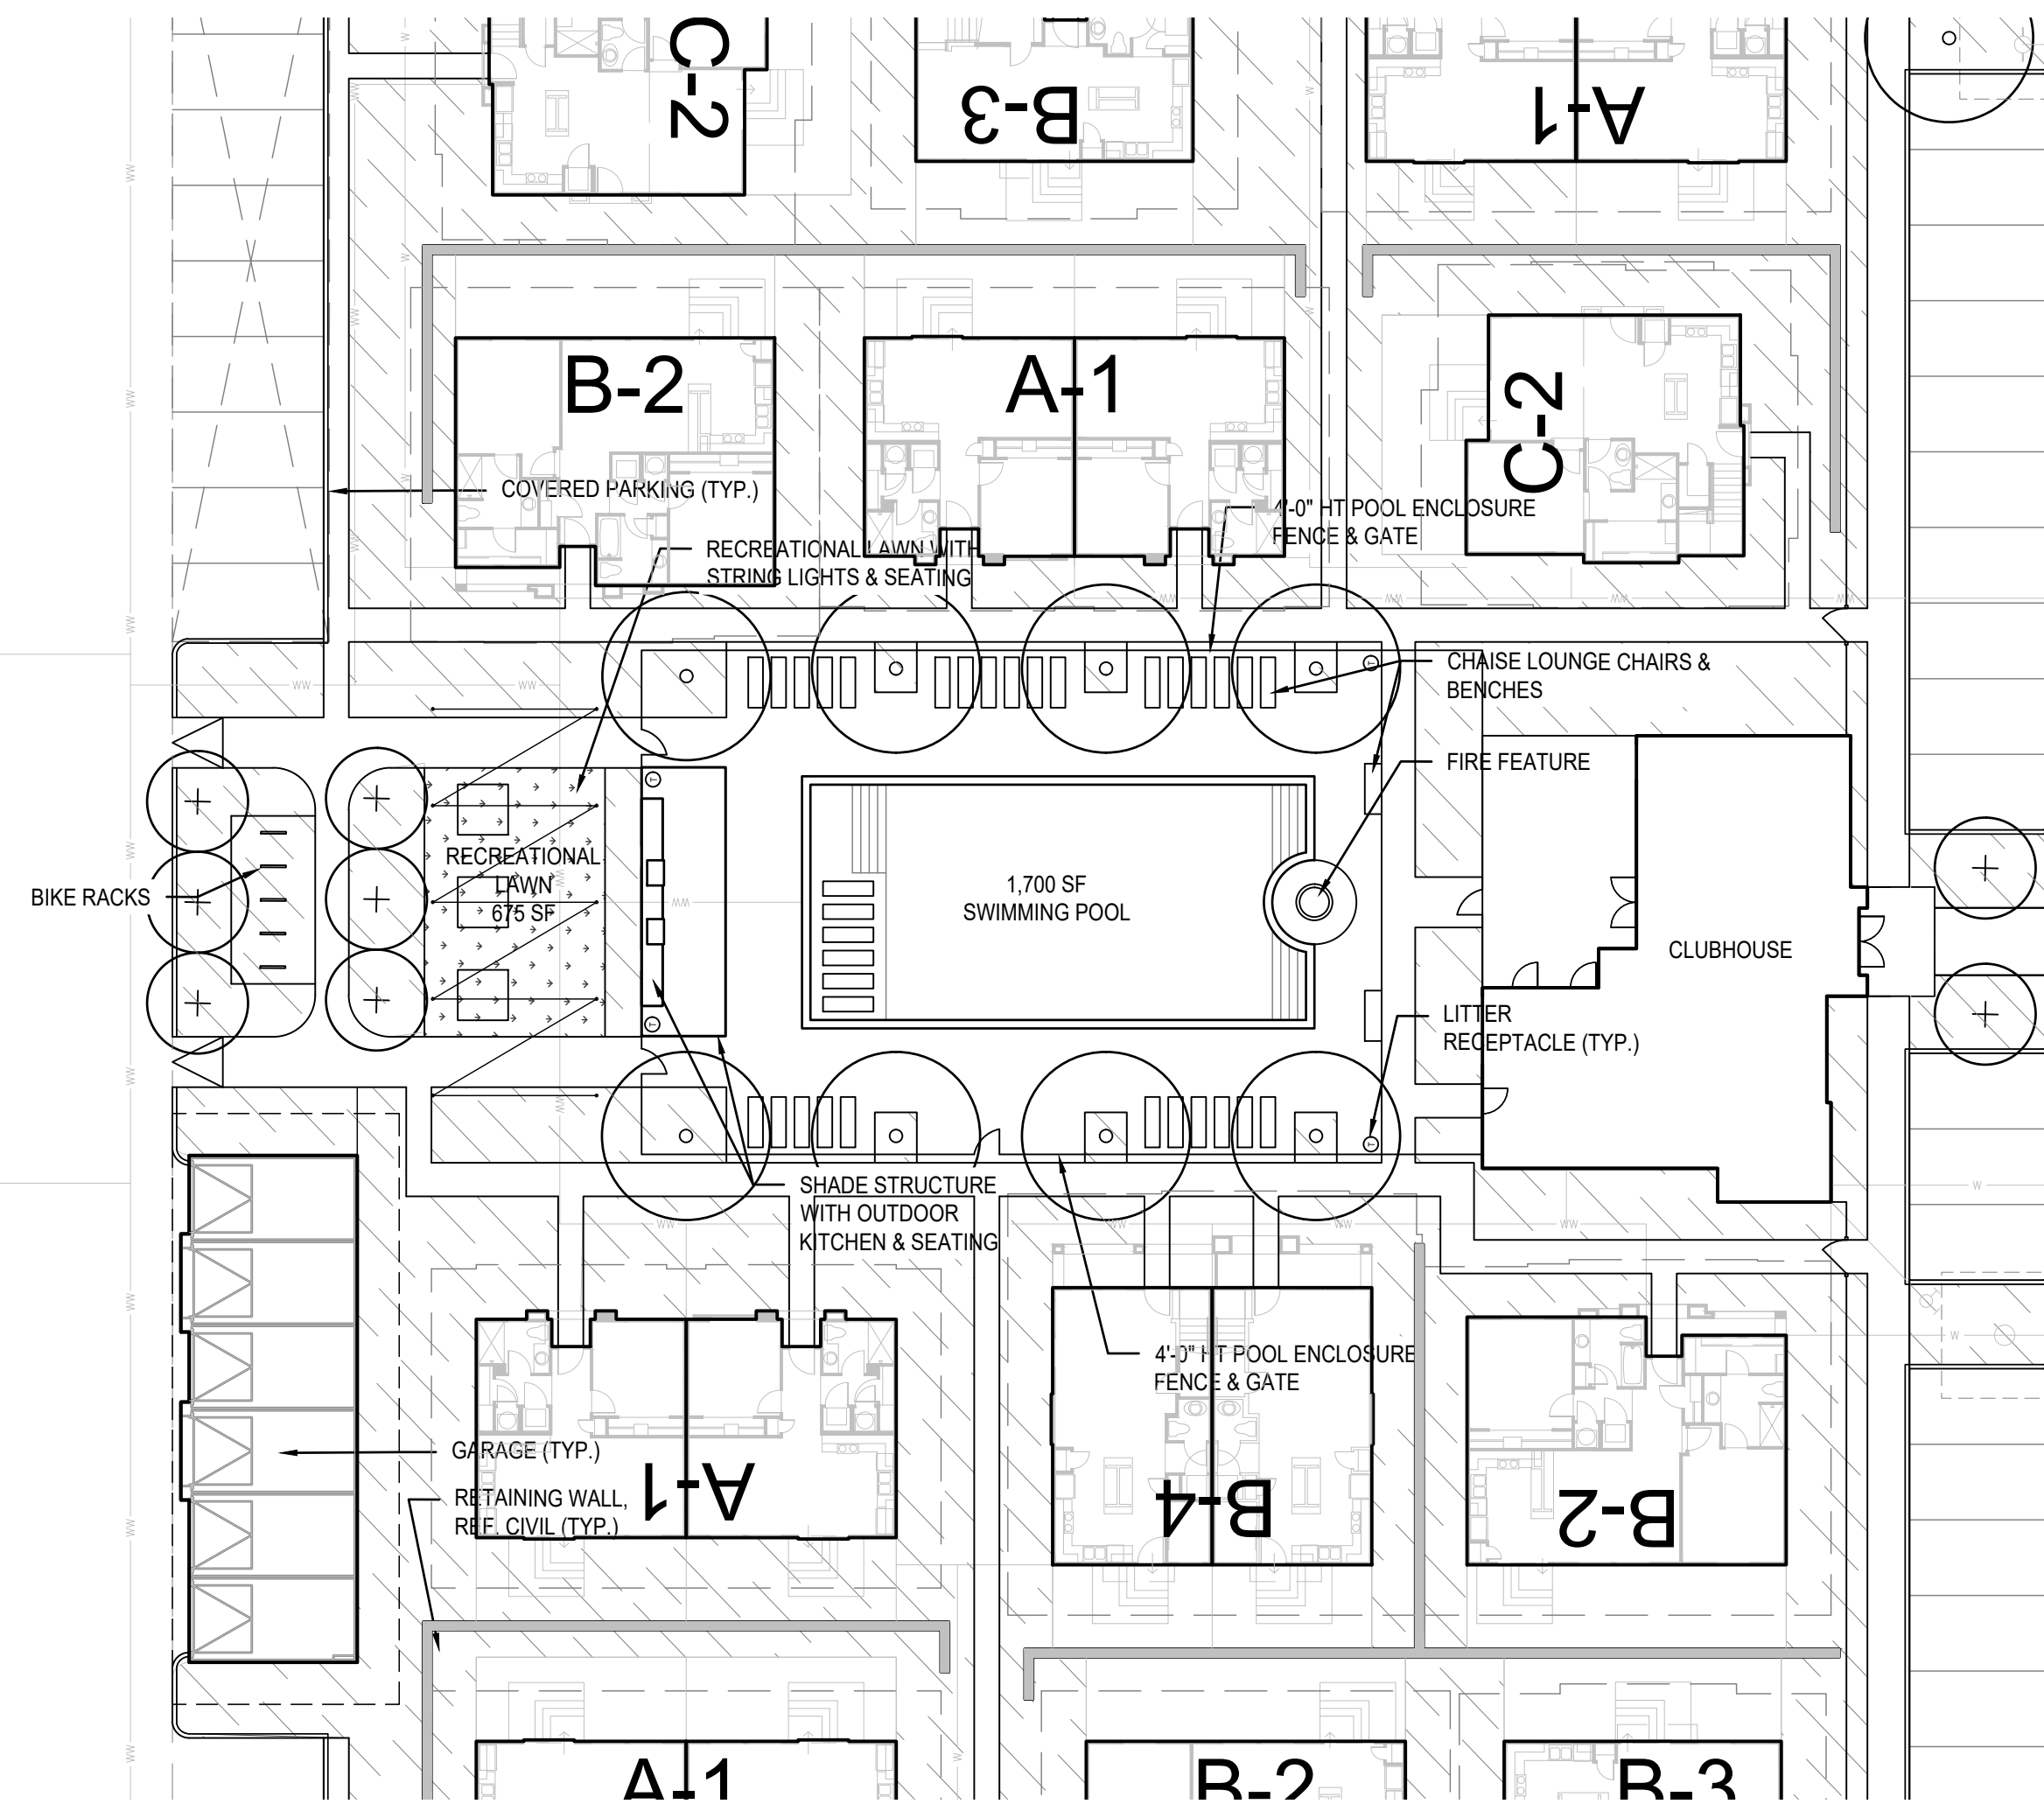 C-2
B-3
A-1
B-2
A-1
C-2
COVERED PARKING (TYP.)
4'-0" HT POOL ENCLOSURE
FENCE & GATE
RECREATIONAL LAWN WITH
STRING LIGHTS & SEATING
CHAISE LOUNGE CHAIRS &
BENCHES
FIRE FEATURE
RECREATIONAL
LAWN
675 SF
BIKE RACKS
1,700 SF
SWIMMING POOL
CLUBHOUSE
LITTER
RECEPTACLE (TYP.)
SHADE STRUCTURE
WITH OUTDOOR
KITCHEN & SEATING
4'-0" HT POOL ENCLOSURE
FENCE & GATE
GARAGE (TYP.)
RETAINING WALL,
REF. CIVIL (TYP.)
A-1
B-4
B-2
A-1
B-2
B-3